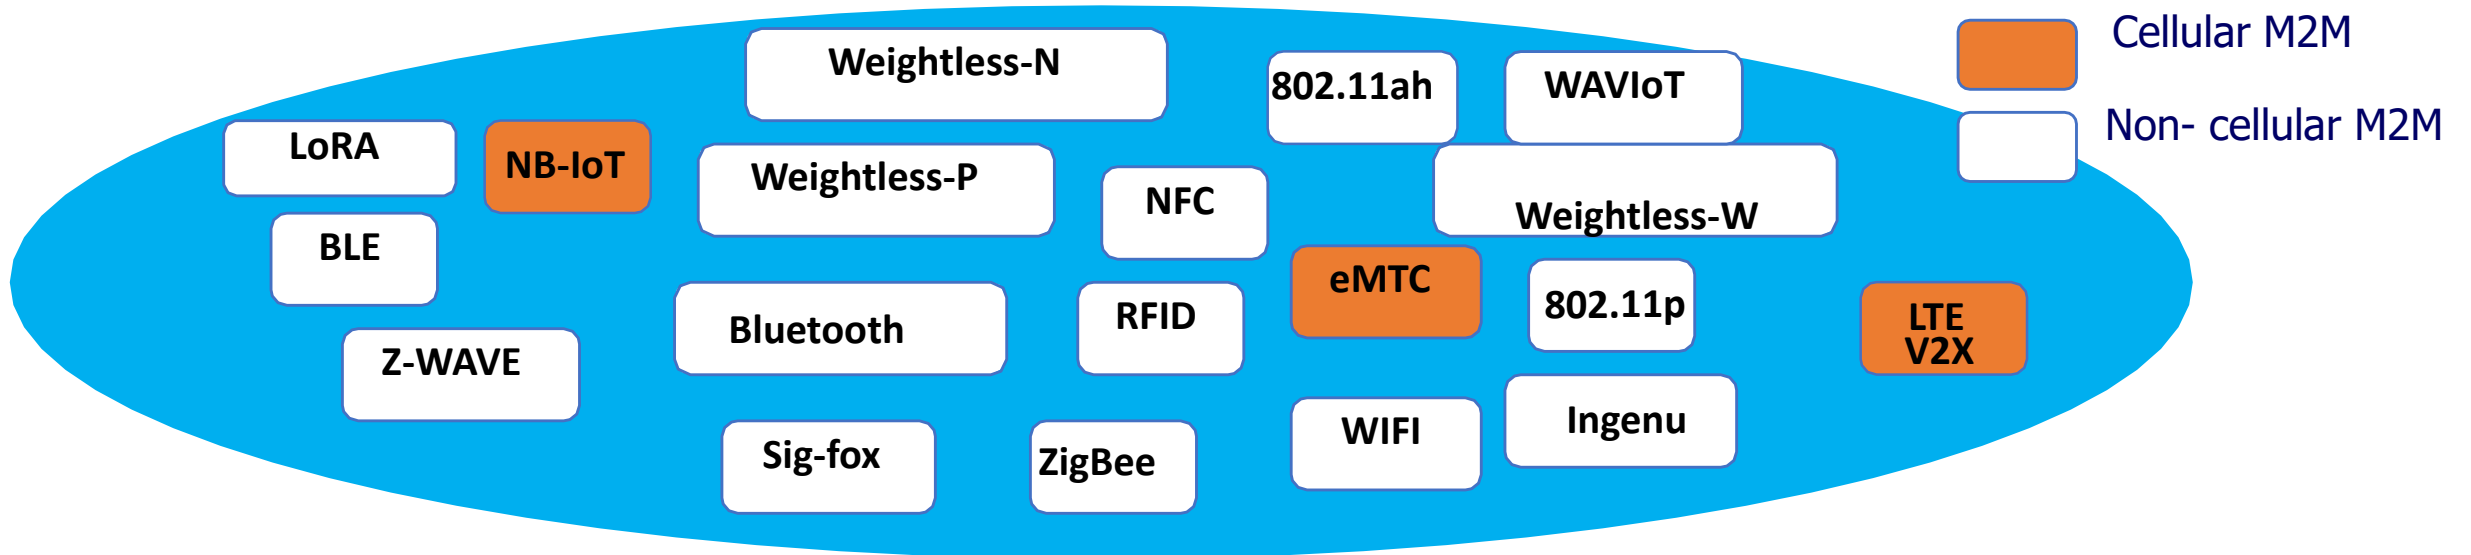 Cellular M2M
Weightless-N
802.11ah
WAVIoT
Non- cellular M2M
LoRA
NB-IoT
Weightless-P
NFC
Weightless-W
BLE
eMTC
802.11p
Bluetooth
RFID
LTE
V2X
Z-WAVE
Sig-fox
ZigBee
WIFI
Ingenu